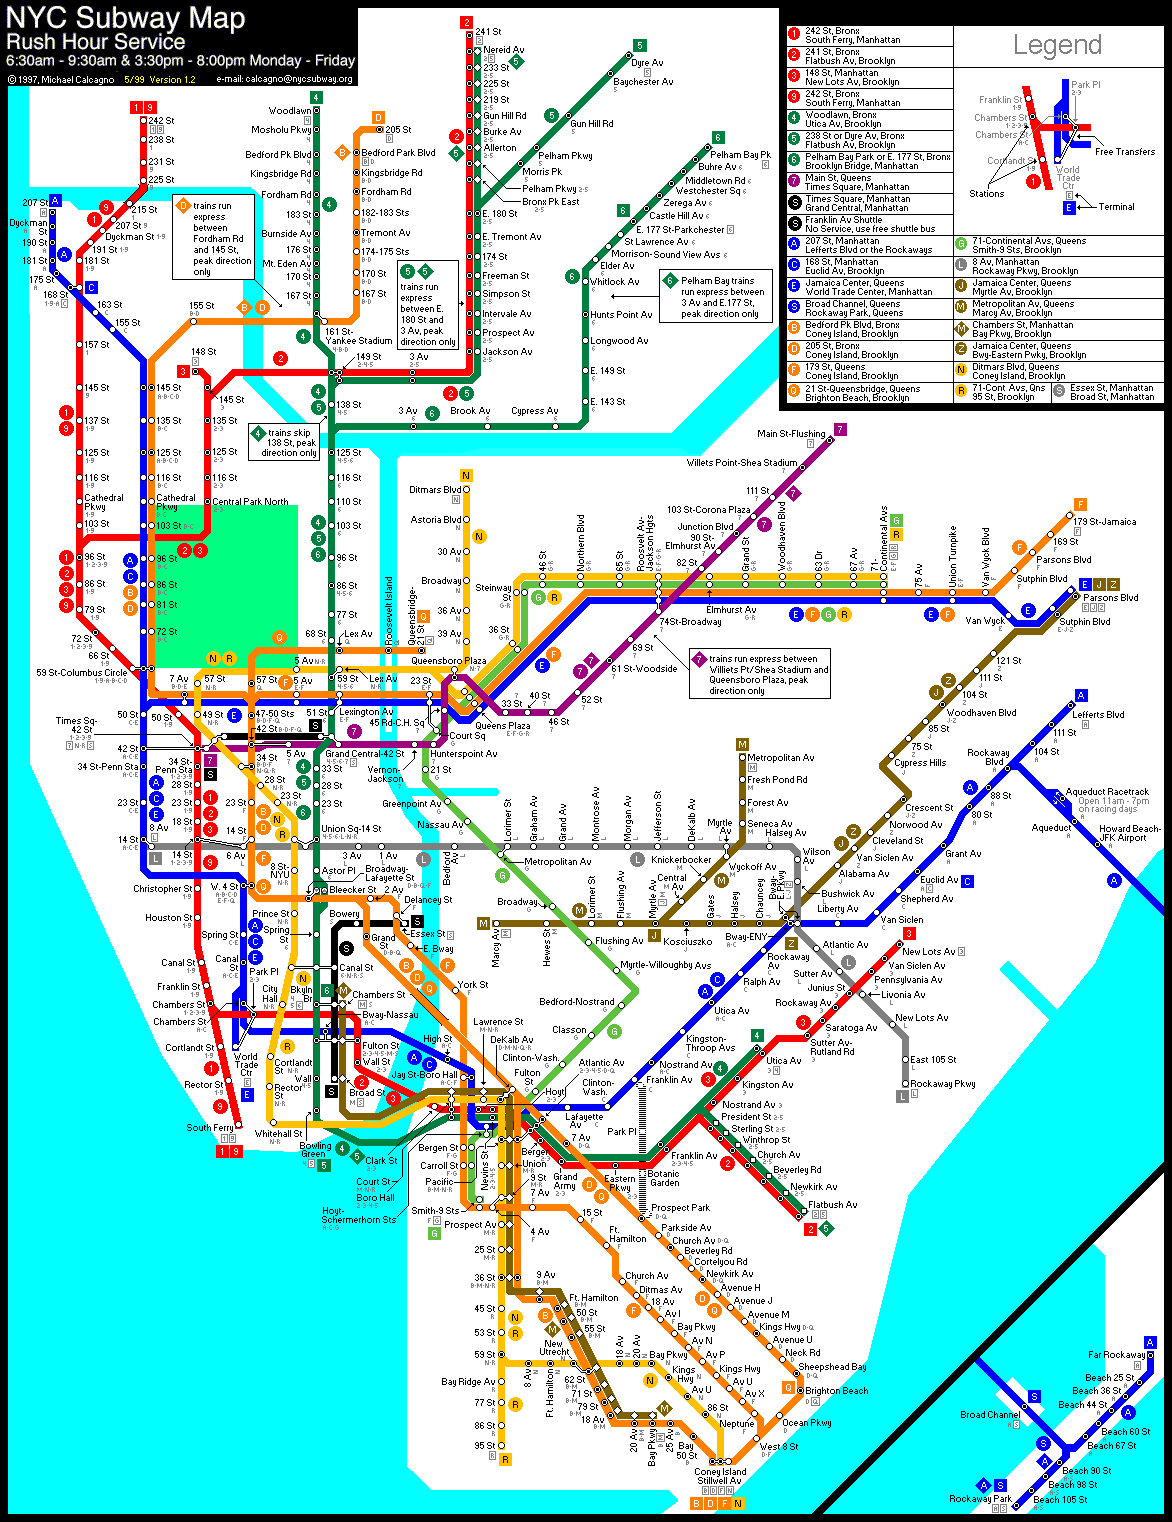 NYC Subway Map
Rush Hour Service
6:30am - 9:30am & 3:30pm - 8:00pm Monday - Friday
© 1997, Michael Calcagno 5/99 Version 1.2 e-mail: calcagno@nycsubway.org
Legend
1 242 St, Bronx
South Ferry, Manhattan
2 241 St, Bronx
Flatbush Av, Brooklyn
3 148 St, Manhattan
New Lots Av, Brooklyn
9 242 St, Bronx
South Ferry, Manhattan
4 Woodlawn, Bronx
Utica Av, Brooklyn
5 238 St or Dyre Av, Bronx
Flatbush Av, Brooklyn
6 Pelham Bay Park or E. 177 St, Bronx
Brooklyn Bridge, Manhattan
7 Main St, Queens
Times Square, Manhattan
S Times Square, Manhattan
Grand Central, Manhattan
S Franklin Av Shuttle
No Service, use free shuttle bus
A 207 St, Manhattan
Lefferts Blvd or the Rockaways
C 168 St, Manhattan
Euclid Av, Brooklyn
E Jamaica Center, Queens
World Trade Center, Manhattan
S Broad Channel, Queens
Rockaway Park, Queens
B Bedford Pk Blvd, Bronx
Coney Island, Brooklyn
D 205 St, Bronx
Coney Island, Brooklyn
F 179 St, Queens
Coney Island, Brooklyn
Q 21 St-Queensbridge, Queens
Brighton Beach, Brooklyn
G 71-Continental Avs, Queens
Smith-9 Sts, Brooklyn
L 8 Av, Manhattan
Rockaway Pkwy, Brooklyn
J Jamaica Center, Queens
Myrtle Av, Brooklyn
M Metropolitan Av, Queens
Marcy Av, Brooklyn
M Chambers St, Manhattan
Bay Pkwy, Brooklyn
Z Jamaica Center, Queens
Bwy-Eastern Pwky, Brooklyn
N Ditmars Blvd, Queens
Coney Island, Brooklyn
R 71-Cont Avs, Qns
95 St, Brooklyn
S Essex St, Manhattan
Broad St, Manhattan
Franklin St
Chambers St
Chambers St
Cortlandt St
Park Pl
World
Trade
Ctr
Free Transfers
Stations
Terminal
D trains run
express
between
Fordham Rd
and 145 St,
peak direction
only
5 5
trains run
express
between E.
180 St and
3 Av, peak
direction only
6 Pelham Bay trains
run express between
3 Av and E.177 St,
peak direction only
4 trains skip
138 St, peak
direction only
7 trains run express between
Willets Pt/Shea Stadium and
Queensboro Plaza, peak
direction only
242 St
238 St
231 St
225 St
215 St
207 St
Dyckman St
Dyckman
St
207 St
190 St
191 St
181 St
181 St
175 St
168 St
163 St
155 St
157 St
145 St
137 St
125 St
116 St
Cathedral
Pkwy
103 St
96 St
86 St
79 St
72 St
66 St
59 St-Columbus Circle
Woodlawn
Mosholu Pkwy
Bedford Pk Blvd
Kingsbridge Rd
Fordham Rd
183 St
Burnside Av
176 St
Mt. Eden Av
170 St
167 St
161 St-
Yankee Stadium
149 St
138 St
205 St
Bedford Park Blvd
Kingsbridge Rd
Fordham Rd
182-183 Sts
Tremont Av
174-175 Sts
170 St
167 St
155 St
148 St
145 St
135 St
125 St
116 St
Central Park North
241 St
Nereid Av
233 St
225 St
219 St
Gun Hill Rd
Burke Av
Allerton
Pelham Pkwy
Bronx Pk East
E. 180 St
E. Tremont Av
174 St
Freeman St
Simpson St
Intervale Av
Prospect Av
Jackson Av
3 Av
Dyre Av
Baychester Av
Gun Hill Rd
Pelham Pkwy
Morris Pk
Pelham Bay Pk
Buhre Av
Middletown Rd
Westchester Sq
Zerega Av
Castle Hill Av
E. 177 St-Parkchester
St Lawrence Av
Morrison-Sound View Avs
Elder Av
Whitlock Av
Hunts Point Av
Longwood Av
E. 149 St
E. 143 St
Cypress Av
Brook Av
3 Av
Main St-Flushing
Willets Point-Shea Stadium
111 St
103 St-Corona Plaza
Junction Blvd
90 St-
Elmhurst Av
82 St
74St-Broadway
69 St
61 St-Woodside
52 St
46 St
40 St
33 St
Queens Plaza
Court Sq
45 Rd-C.H. Sq
Hunterspoint Av
Vernon-
Jackson
21 St
Ditmars Blvd
Astoria Blvd
30 Av
Broadway
36 Av
39 Av
Queensboro Plaza
Roosevelt Island
Queensbridge-
21 St
Steinway
St
36 St
46 St
Northern Blvd
65 St
Roosevelt Av-
Jackson Hgts
Elmhurst Av
Grand St
Woodhaven Blvd
63 Dr
67 Av
71-
Continental Avs
75 Av
Union Turnpike
Van Wyck Blvd
179 St-Jamaica
169 St
Parsons Blvd
Sutphin Blvd
Parsons Blvd
Sutphin Blvd
Van Wyck
121 St
111 St
104 St
Woodhaven Blvd
85 St
75 St
Cypress Hills
Crescent St
Norwood Av
Cleveland St
Van Siclen Av
Alabama Av
Lefferts Blvd
111 St
104 St
Rockaway
Blvd
88 St
80 St
Grant Av
Euclid Av
Shepherd Av
Van Siclen
Liberty Av
Aqueduct Racetrack
Open 11am - 7pm
on racing days
Aqueduct
Howard Beach-
JFK Airport
Times Sq-
42 St
42 St
34 St-Penn Sta
23 St
14 St
8 Av
50 St
50 St
7 Av
57 St
57 St
5 Av
5 Av
49 St
47-50 Sts
42 St
34 St
34 St-
Penn Sta
28 St
23 St
18 St
14 St
Christopher St
Houston St
Canal St
Franklin St
Chambers St
Chambers St
Cortlandt St
Rector St
South Ferry
Lex Av
Lex Av
59 St
51 St
Lexington Av
Grand Central-42 St
33 St
28 St
23 St
Union Sq-14 St
Astor Pl
Bleecker St
Broadway-
Lafayette
2 Av
Delancey St
Essex St
Bowery
Grand
St
E. Bway
York St
W. 4 St
Spring St
Spring
St
Prince St
8 St-
NYU
6 Av
3 Av
1 Av
Bedford
Av
Canal
St
Canal St
Park Pl
City
Hall
Bklyn
Br
Chambers St
Bway-Nassau
Fulton St
Wall St
Broad St
Wall
World
Trade
Ctr
Cortlandt
St
Rector
St
Whitehall St
Bowling
Green
Greenpoint Av
Nassau Av
Metropolitan Av
Broadway
Flushing Av
Myrtle-Willoughby Avs
Bedford-Nostrand
Classon
Clinton-Wash.
Fulton
St
Lorimer St
Graham Av
Grand Av
Montrose Av
Morgan Av
Jefferson St
DeKalb Av
Myrtle
Av
Halsey Av
Wilson
Av
Bushwick Av
Metropolitan Av
Fresh Pond Rd
Forest Av
Seneca Av
Wyckoff Av
Knickerbocker
Central
Av
Marcy Av
Hewes St
Lorimer St
Flushing Av
Myrtle Av
Kosciuszko
Gates
Halsey
Chauncey
Bway-
E. Pkwy
Bway-ENY
Rockaway
Av
Ralph Av
Utica Av
Kingston-
Throop Avs
Nostrand Av
Franklin Av
Clinton-
Wash.
Lafayette
Av
Hoyt
Atlantic Av
Sutter Av
Junius St
Livonia Av
New Lots Av
East 105 St
Rockaway Pkwy
New Lots Av
Van Siclen Av
Pennsylvania Av
Rockaway Av
Saratoga Av
Sutter Av-
Rutland Rd
Utica Av
Kingston Av
Nostrand Av
President St
Sterling St
Winthrop St
Church Av
Beverley Rd
Newkirk Av
Flatbush Av
Franklin Av
Botanic
Garden
Park Pl
Eastern
Pkwy
Grand
Army
Bergen
7 Av
Atlantic Av
DeKalb Av
Lawrence St
High St
Jay St-Boro Hall
Clark St
Court St
Boro Hall
Hoyt-
Schermerhorn Sts
Bergen St
Carroll St
Pacific
Nevins St
Union
9 St
7 Av
4 Av
Smith-9 Sts
Prospect Av
25 St
36 St
45 St
53 St
59 St
Bay Ridge Av
77 St
86 St
95 St
9 Av
Ft. Hamilton
50 St
55 St
New
Utrecht
62 St
71 St
79 St
18 Av
20 Av
Bay Pkwy
25 Av
Bay
50 St
8 Av
Ft. Hamilton
18 Av
20 Av
Bay Pkwy
Kings
Hwy
Av U
86 St
15 St
Ft.
Hamilton
Church Av
Ditmas Av
18 Av
Av I
Bay Pkwy
Av N
Av P
Kings Hwy
Av U
Av X
Neptune
West 8 St
Prospect Park
Parkside Av
Church Av
Beverley Rd
Cortelyou Rd
Newkirk Av
Avenue H
Avenue J
Avenue M
Kings Hwy
Avenue U
Neck Rd
Sheepshead Bay
Brighton Beach
Ocean Pkwy
Coney Island
Stillwell Av
Far Rockaway
Beach 25 St
Beach 36 St
Beach 44 St
Beach 60 St
Beach 67 St
Broad Channel
Beach 90 St
Beach 98 St
Beach 105 St
Rockaway Park